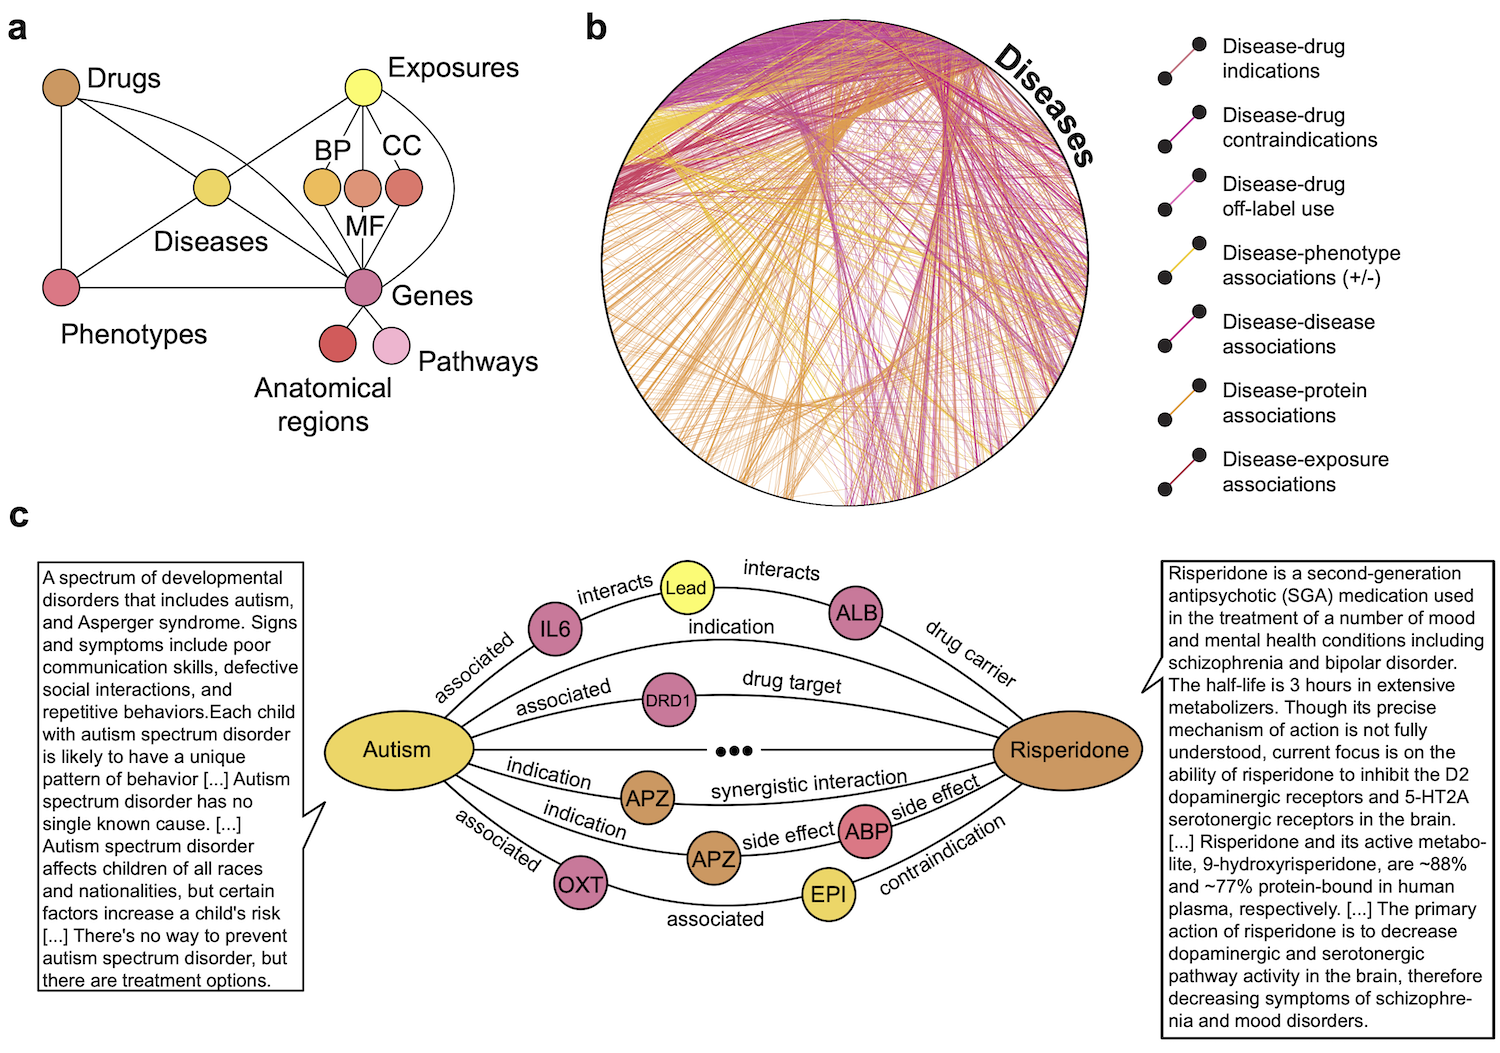 a
Drugs
Exposures
BP
CC
MF
Diseases
Genes
Phenotypes
Pathways
Anatomical
regions
b
Diseases
Disease-drug
indications
Disease-drug
contraindications
Disease-drug
off-label use
Disease-phenotype
associations (+/-)
Disease-disease
associations
Disease-protein
associations
Disease-exposure
associations
c
A spectrum of developmental
disorders that includes autism,
and Asperger syndrome. Signs
and symptoms include poor
communication skills, defective
social interactions, and
repetitive behaviors.Each child
with autism spectrum disorder
is likely to have a unique
pattern of behavior [...] Autism
spectrum disorder has no
single known cause. [...]
Autism spectrum disorder
affects children of all races
and nationalities, but certain
factors increase a child's risk
[...] There's no way to prevent
autism spectrum disorder, but
there are treatment options.
Autism
associated
IL6
interacts
Lead
interacts
ALB
drug carrier
indication
associated
DRD1
drug target
indication
APZ
synergistic interaction
indication
APZ
side effect
ABP
side effect
associated
OXT
associated
EPI
contraindication
Risperidone
Risperidone is a second-generation
antipsychotic (SGA) medication used
in the treatment of a number of mood
and mental health conditions including
schizophrenia and bipolar disorder.
The half-life is 3 hours in extensive
metabolizers. Though its precise
mechanism of action is not fully
understood, current focus is on the
ability of risperidone to inhibit the D2
dopaminergic receptors and 5-HT2A
serotonergic receptors in the brain.
[...] Risperidone and its active metabo-
lite, 9-hydroxyrisperidone, are ~88%
and ~77% protein-bound in human
plasma, respectively. [...] The primary
action of risperidone is to decrease
dopaminergic and serotonergic
pathway activity in the brain, therefore
decreasing symptoms of schizophre-
nia and mood disorders.